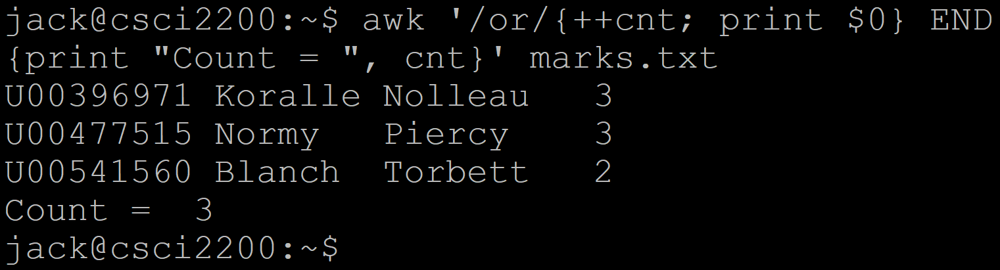 jack@csci2200:~$ awk '/or/{++cnt; print $0} END
{print "Count = ", cnt}' marks.txt
U00396971 Koralle Nolleau   3
U00477515 Normy   Piercy    3
U00541560 Blanch  Torbett   2
Count =  3
jack@csci2200:~$